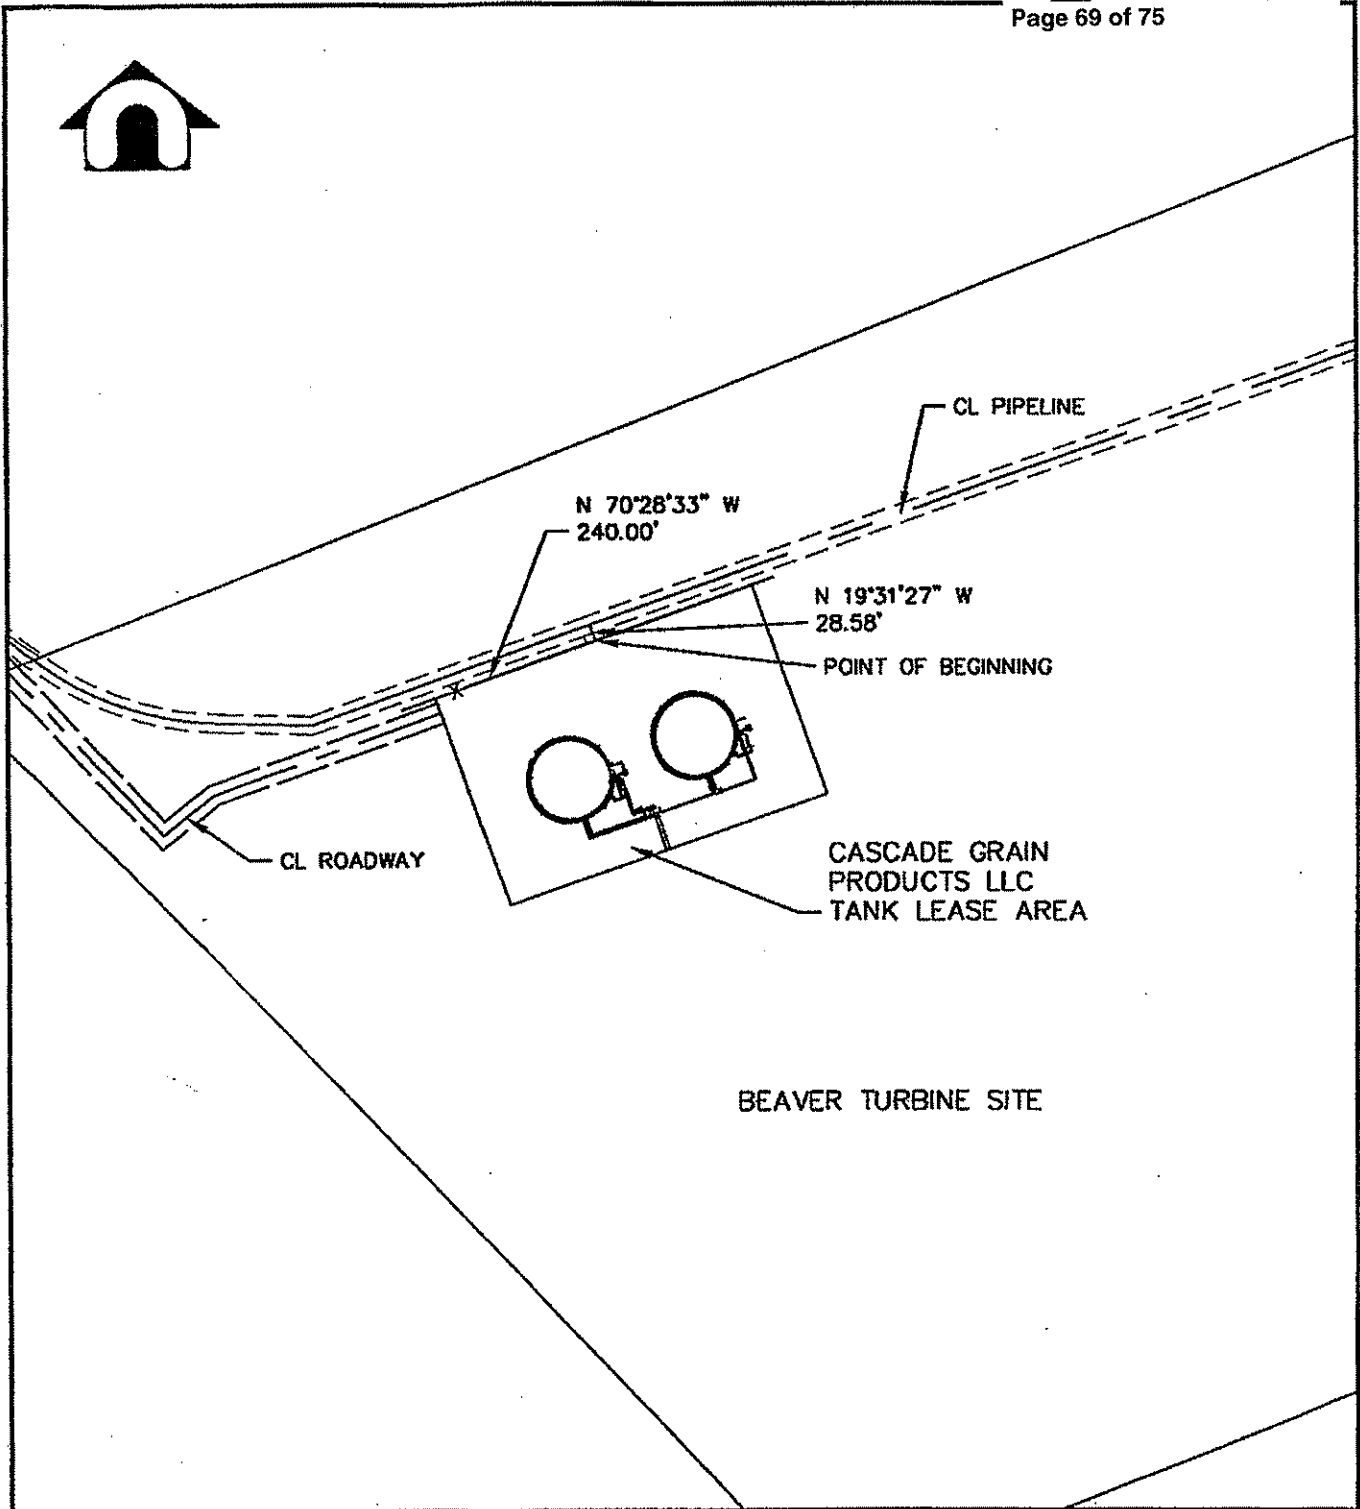 Page 69 of 75
CL PIPELINE
N 70°28'33" W
240.00'
N 19°31'27" W
28.58'
POINT OF BEGINNING
CL ROADWAY
CASCADE GRAIN
PRODUCTS LLC
TANK LEASE AREA
BEAVER TURBINE SITE